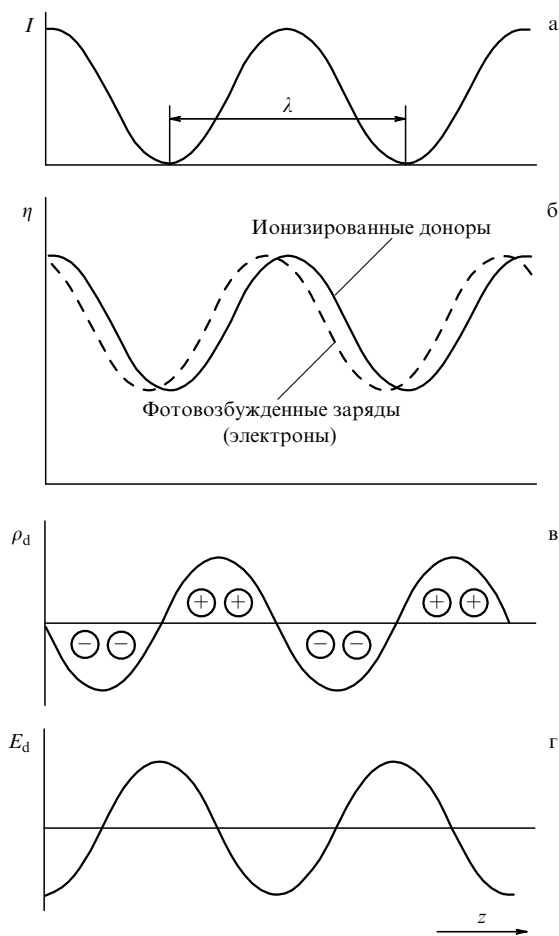 I
а
λ
η
б
Ионизированные доноры
Фотовозбужденные заряды
(электроны)
ρd
в
+ + + +
− − − −
Ed
г
z